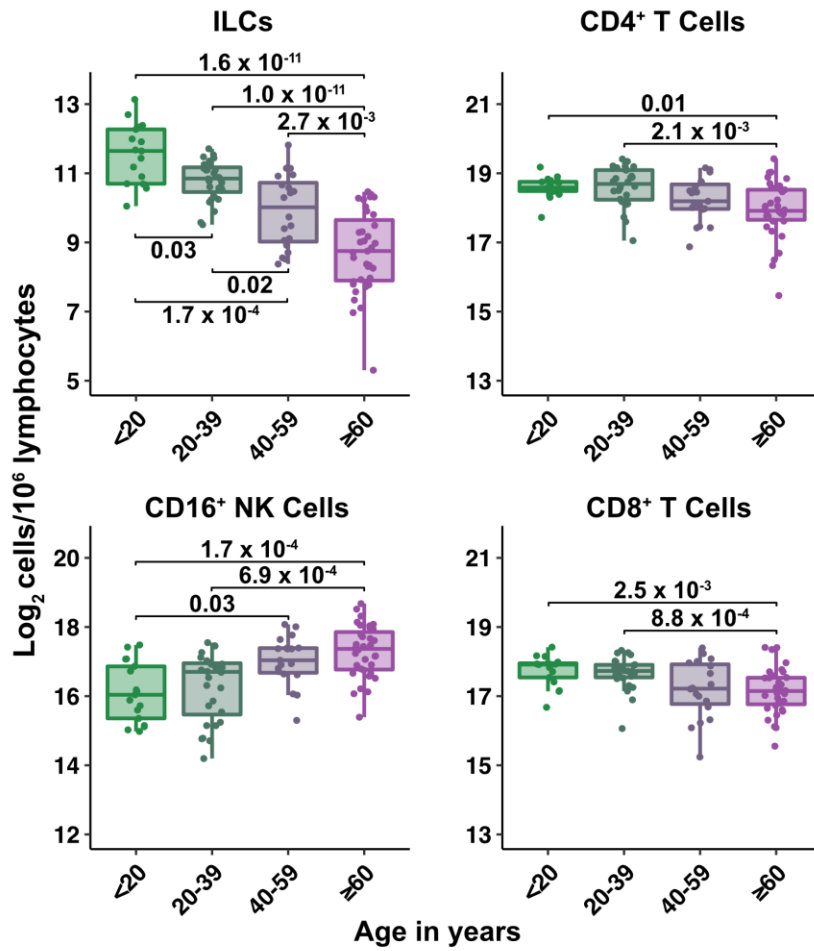 ILCs
1.6 x 10⁻¹¹
1.0 x 10⁻¹¹
2.7 x 10⁻³
0.03
0.02
1.7 x 10⁻⁴
13
11
9
7
5
<20
20-39
40-59
≥60
CD4⁺ T Cells
0.01
2.1 x 10⁻³
21
19
17
15
13
<20
20-39
40-59
≥60
Log₂ cells/10⁶ lymphocytes
CD16⁺ NK Cells
1.7 x 10⁻⁴
6.9 x 10⁻⁴
0.03
20
18
16
14
12
<20
20-39
40-59
≥60
CD8⁺ T Cells
2.5 x 10⁻³
8.8 x 10⁻⁴
21
19
17
15
13
<20
20-39
40-59
≥60
Age in years